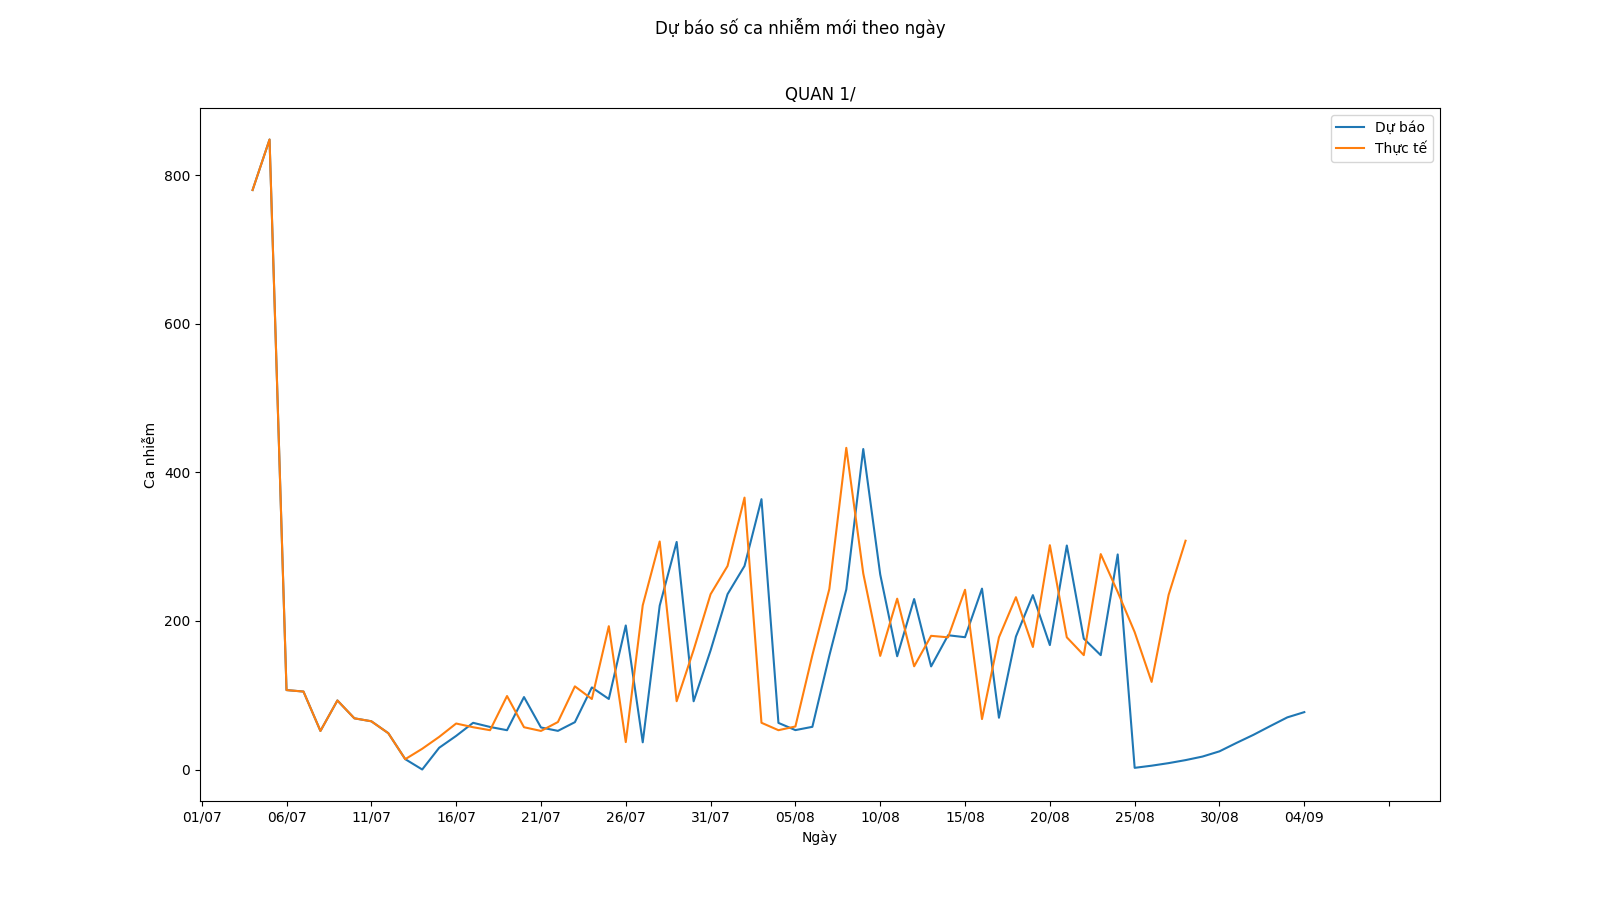 Dự báo số ca nhiễm mới theo ngày
QUAN 1/
Dự báo
Thực tế
Ca nhiễm
800
600
400
200
0
01/07 06/07 11/07 16/07 21/07 26/07 31/07 05/08 10/08 15/08 20/08 25/08 30/08 04/09
Ngày